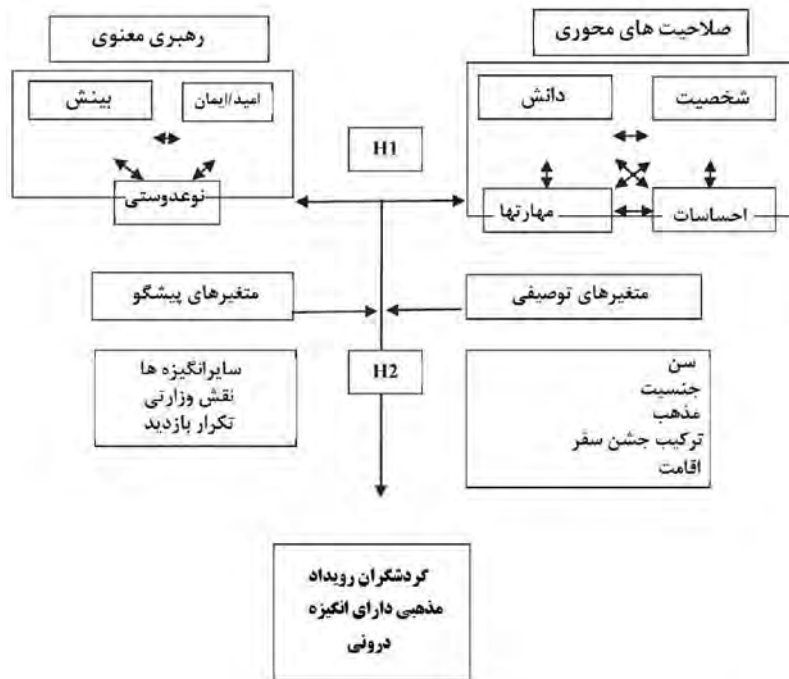 صلاحیت های محوری
رهبری معنوی
شخصیت
دانش
امید/ایمان
بینش
H1
احساسات
مهارتها
نوعدوستی
متغیرهای توصیفی
متغیرهای پیشگو
H2
سن
جنسیت
مذهب
ترکیب جشن سفر
اقامت
سایرانگیزه ها
نقش وزارتی
تکرار بازدید
گردشگران رویداد
مذهبی دارای انگیزه
درونی